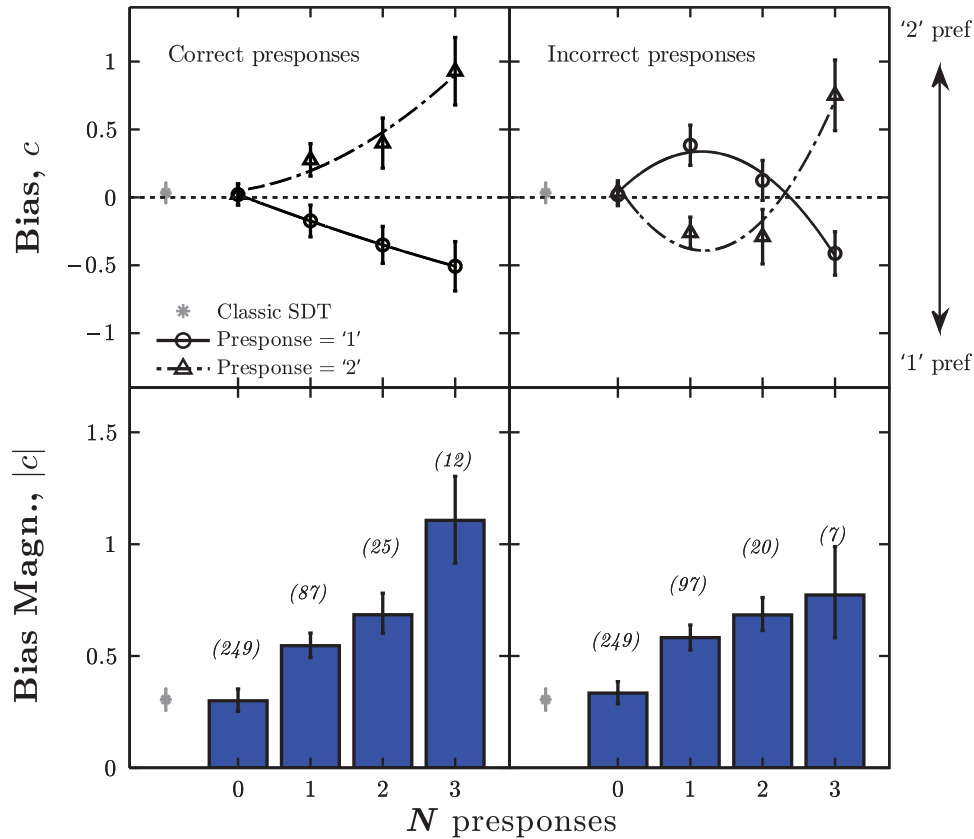 Correct presponses
Incorrect presponses
'2' pref
'1' pref
Bias, c
1
0.5
0
−0.5
−1
Classic SDT
Presponse = '1'
Presponse = '2'
Bias Magn., |c|
1.5
1
0.5
0
(249)
(87)
(25)
(12)
(249)
(97)
(20)
(7)
0 1 2 3
0 1 2 3
N presponses